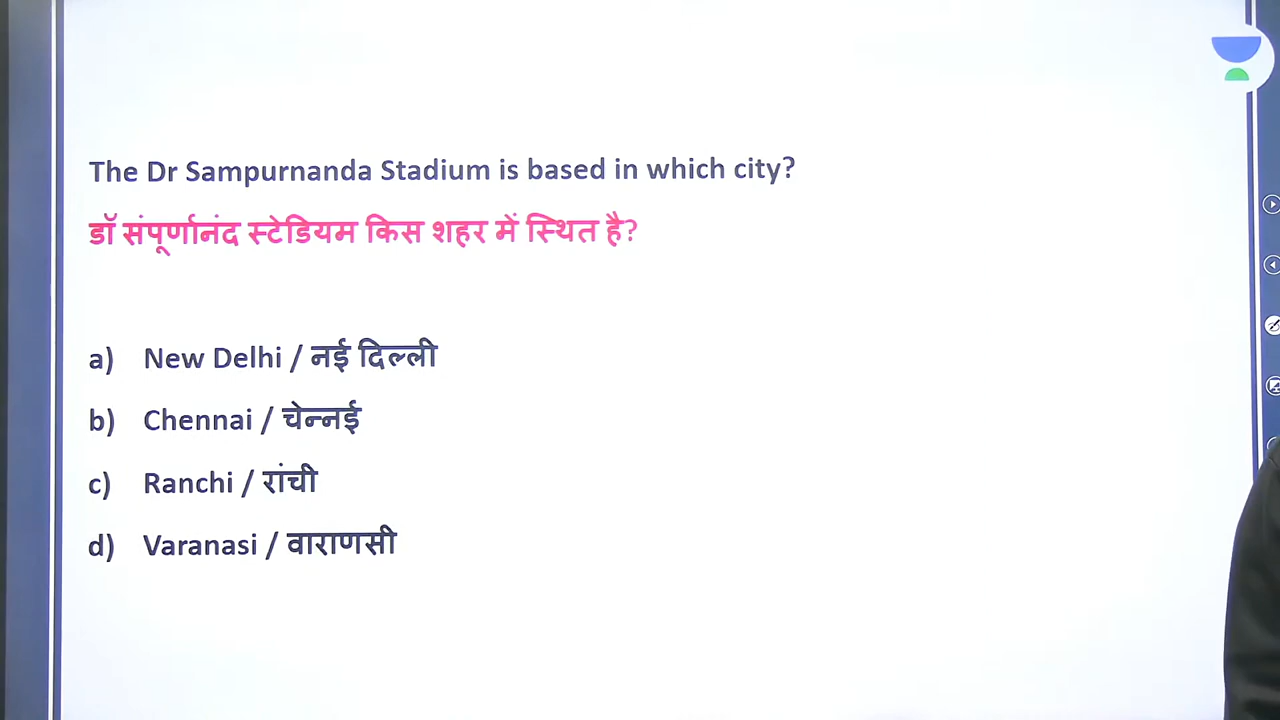 The Dr Sampurnanda Stadium is based in which city?
डॉ संपूर्णानंद स्टेडियम किस शहर में स्थित है?
a) New Delhi / नई दिल्ली
b) Chennai / चेन्नई
c) Ranchi / रांची
d) Varanasi / वाराणसी